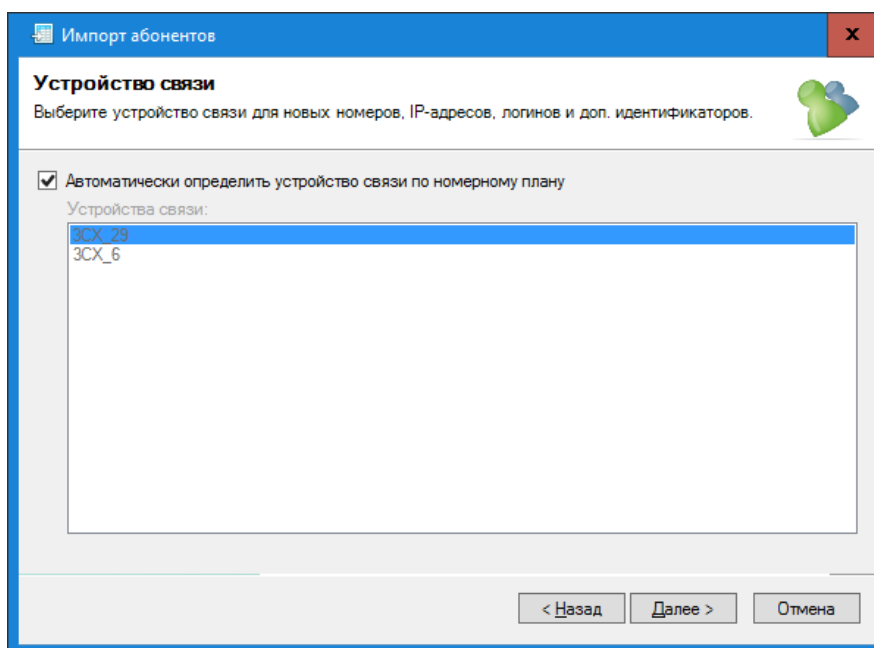 Импорт абонентов
x
Устройство связи
Выберите устройство связи для новых номеров, IP-адресов, логинов и доп. идентификаторов.
Автоматически определить устройство связи по номерному плану
Устройства связи:
3CX_29
3CX_6
< Назад
Далее >
Отмена